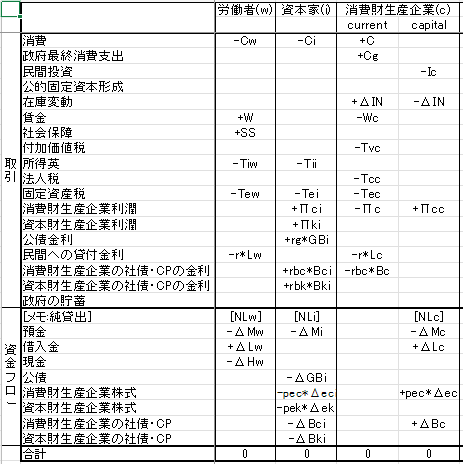 労働者(w) 資本家(i) 消費財生産企業(c)
current capital
取引
消費 -Cw -Ci +C
政府最終消費支出 +Cg
民間投資 -Ic
公的固定資本形成
在庫変動 +ΔIN -ΔIN
賃金 +W -Wc
社会保障 +SS
付加価値税 -Tvc
所得英 -Tiw -Tii
法人税 -Tcc
固定資産税 -Tew -Tei -Tec
消費財生産企業利潤 +Πci -Πc +Πcc
資本財生産企業利潤 +Πki
公債金利 +rg*GBi
民間への貸付金利 -r*Lw -r*Lc
消費財生産企業の社債・CPの金利 +rbc*Bci -rbc*Bc
資本財生産企業の社債・CPの金利 +rbk*Bki
政府の貯蓄
資金フロー
[メモ:純貸出] [NLw] [NLi] [NLc]
預金 -ΔMw -ΔMi -ΔMc
借入金 +ΔLw +ΔLc
現金 -ΔHw
公債 -ΔGBi
消費財生産企業株式 -pec*Δec +pec*Δec
資本財生産企業株式 -pek*Δek
消費財生産企業の社債・CP -ΔBci +ΔBc
資本財生産企業の社債・CP -ΔBki
合計 0 0 0 0